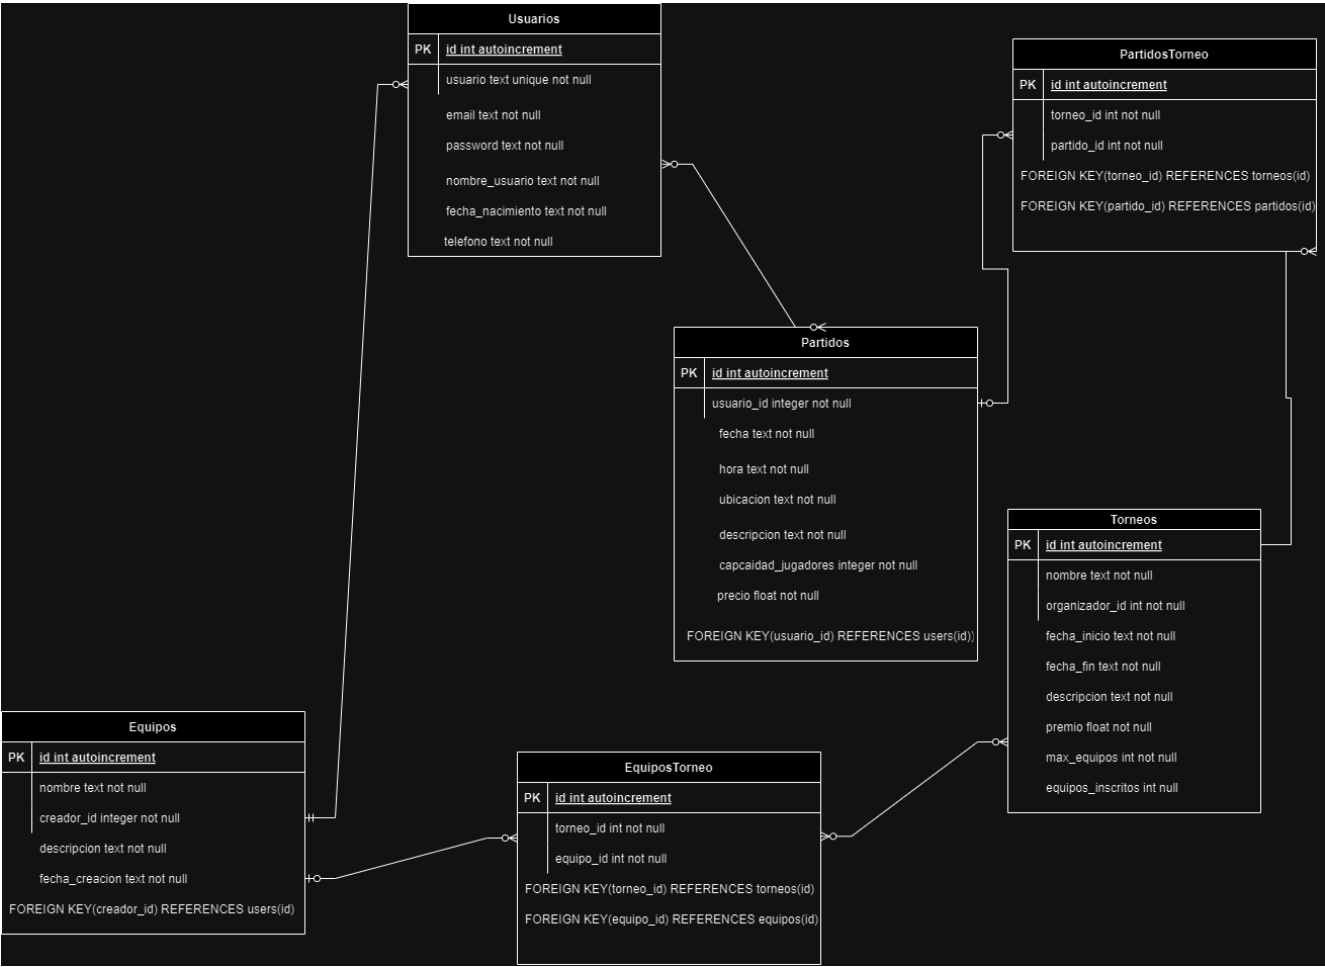 Usuarios
PK id int autoincrement
usuario text unique not null
email text not null
password text not null
nombre_usuario text not null
fecha_nacimiento text not null
telefono text not null
PartidosTorneo
PK id int autoincrement
torneo_id int not null
partido_id int not null
FOREIGN KEY(torneo_id) REFERENCES torneos(id)
FOREIGN KEY(partido_id) REFERENCES partidos(id)
Partidos
PK id int autoincrement
usuario_id integer not null
fecha text not null
hora text not null
ubicacion text not null
descripcion text not null
capcaidad_jugadores integer not null
precio float not null
FOREIGN KEY(usuario_id) REFERENCES users(id))
Torneos
PK id int autoincrement
nombre text not null
organizador_id int not null
fecha_inicio text not null
fecha_fin text not null
descripcion text not null
premio float not null
max_equipos int not null
equipos_inscritos int null
Equipos
PK id int autoincrement
nombre text not null
creador_id integer not null
descripcion text not null
fecha_creacion text not null
FOREIGN KEY(creador_id) REFERENCES users(id)
EquiposTorneo
PK id int autoincrement
torneo_id int not null
equipo_id int not null
FOREIGN KEY(torneo_id) REFERENCES torneos(id)
FOREIGN KEY(equipo_id) REFERENCES equipos(id)